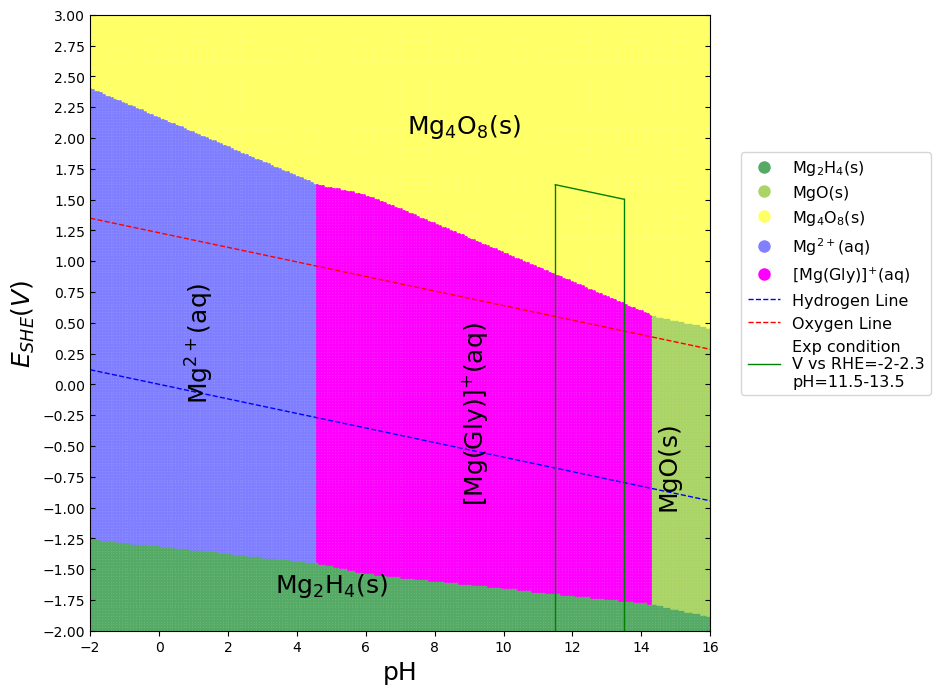 3.00
2.75
2.50
2.25
2.00
1.75
1.50
1.25
1.00
0.75
0.50
0.25
0.00
−0.25
−0.50
−0.75
−1.00
−1.25
−1.50
−1.75
−2.00
E_SHE(V)
Mg₄O₈(s)
Mg²⁺(aq)
[Mg(Gly)]⁺(aq)
MgO(s)
Mg₂H₄(s)
−2 0 2 4 6 8 10 12 14 16
pH
Mg₂H₄(s)
MgO(s)
Mg₄O₈(s)
Mg²⁺(aq)
[Mg(Gly)]⁺(aq)
Hydrogen Line
Oxygen Line
Exp condition
V vs RHE=-2-2.3
pH=11.5-13.5